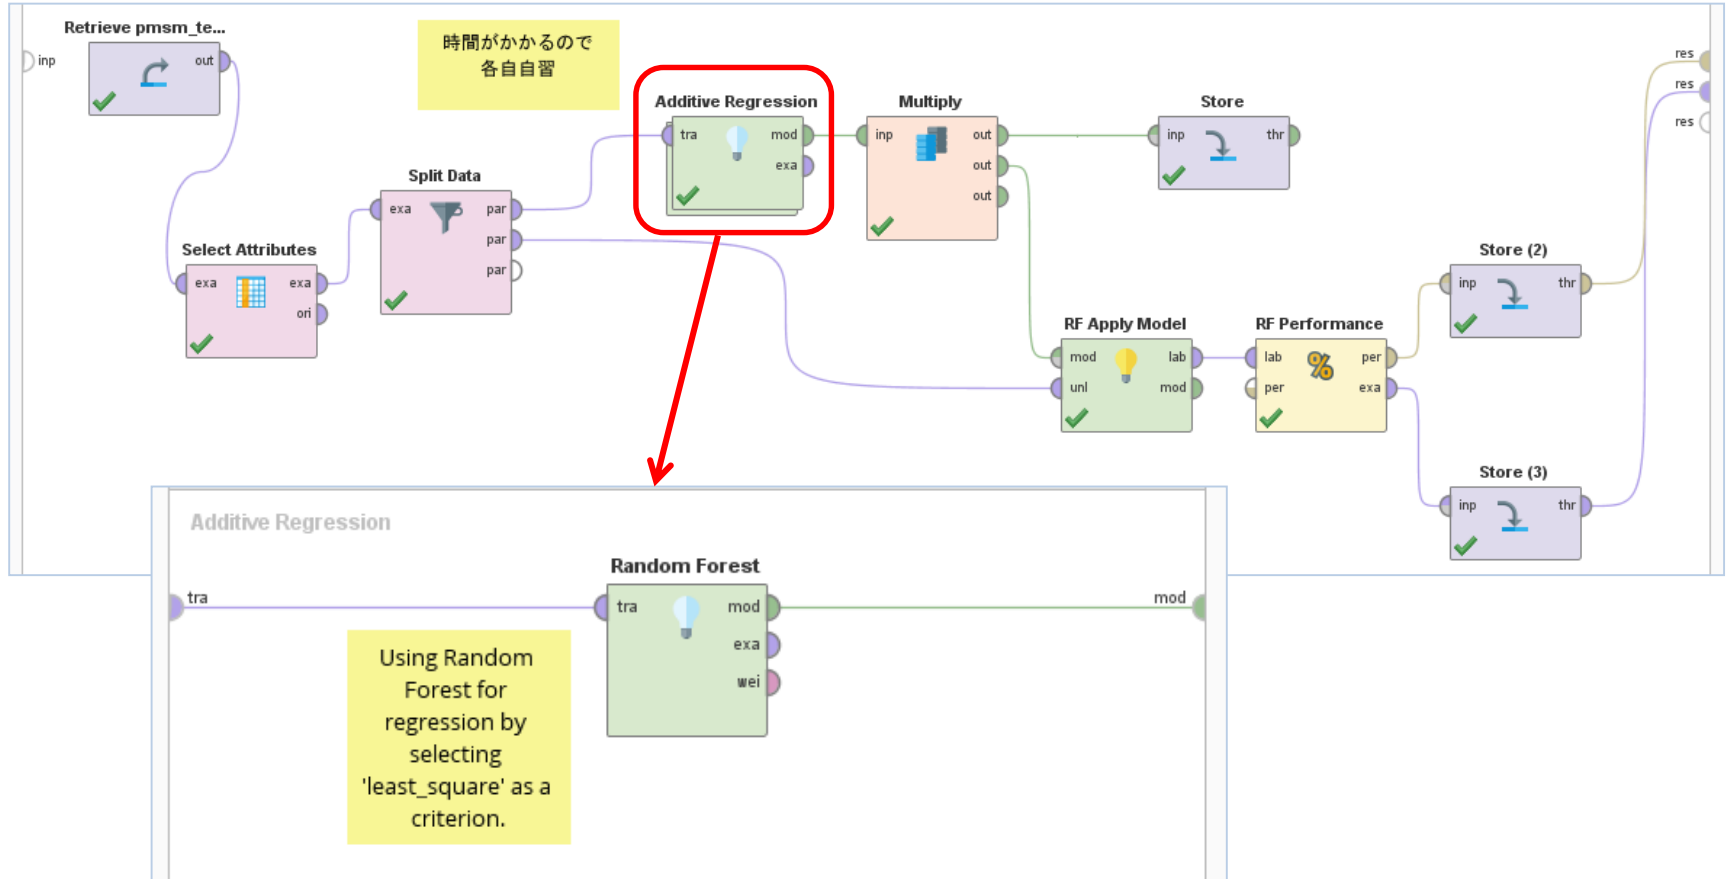 Retrieve pmsm_te...
inp
out
時間がかかるので
各自自習
res
res
res
Additive Regression
tra
mod
exa
Multiply
inp
out
out
out
Store
inp
thr
Split Data
exa
par
par
par
Select Attributes
exa
exa
ori
Store (2)
inp
thr
RF Apply Model
mod
lab
unl
mod
RF Performance
lab
per
per
exa
Store (3)
inp
thr
Additive Regression
tra
mod
Random Forest
tra
mod
exa
wei
Using Random
Forest for
regression by
selecting
'least_square' as a
criterion.